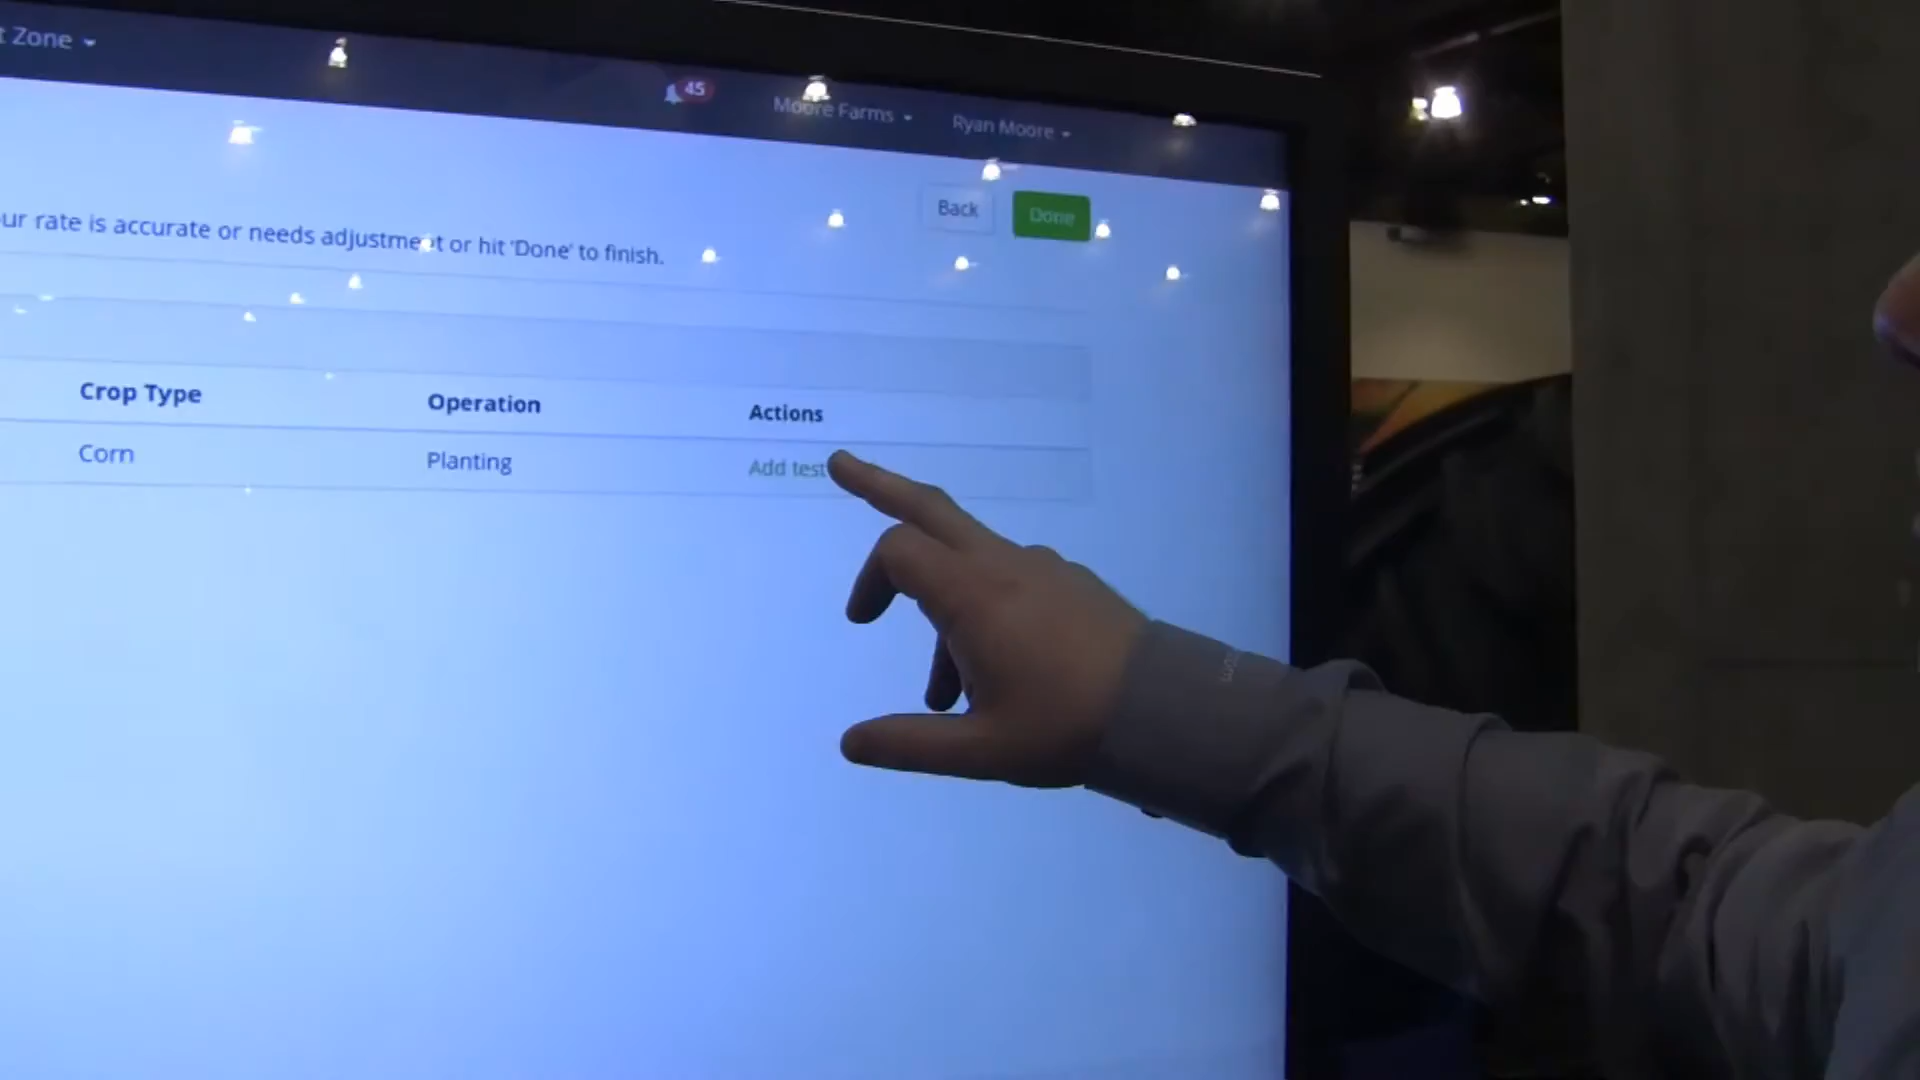 Zone
45
Moore Farms
Ryan Moore
Back
Done
ur rate is accurate or needs adjustment or hit 'Done' to finish.
Crop Type
Operation
Actions
Corn
Planting
Add test